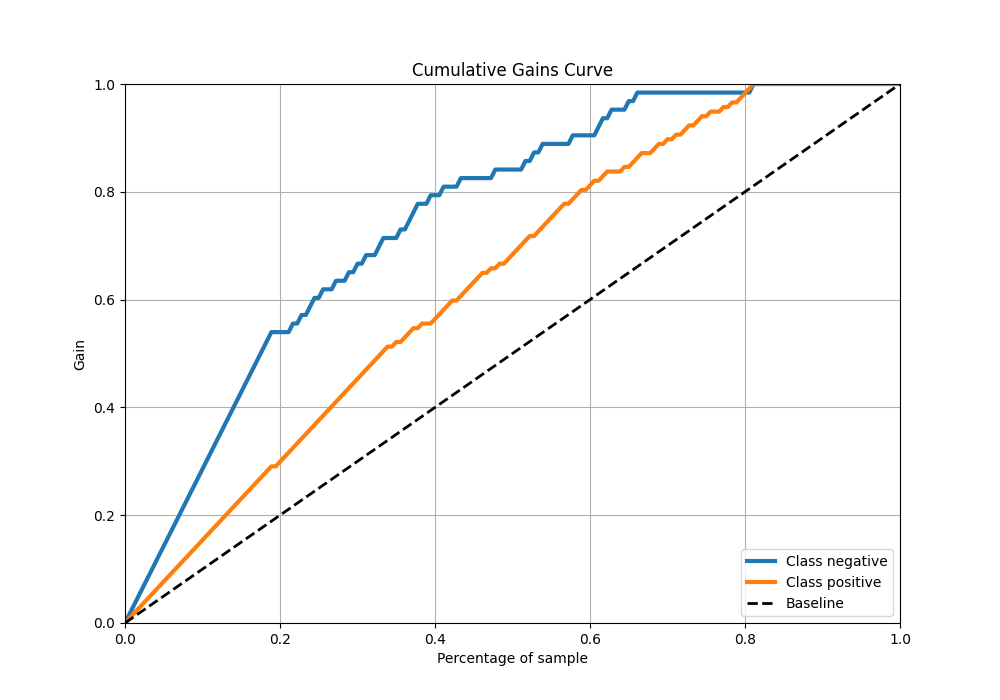 Cumulative Gains Curve
1.0
0.8
0.6
0.4
0.2
0.0
Gain
0.0 0.2 0.4 0.6 0.8 1.0
Percentage of sample
Class negative
Class positive
Baseline